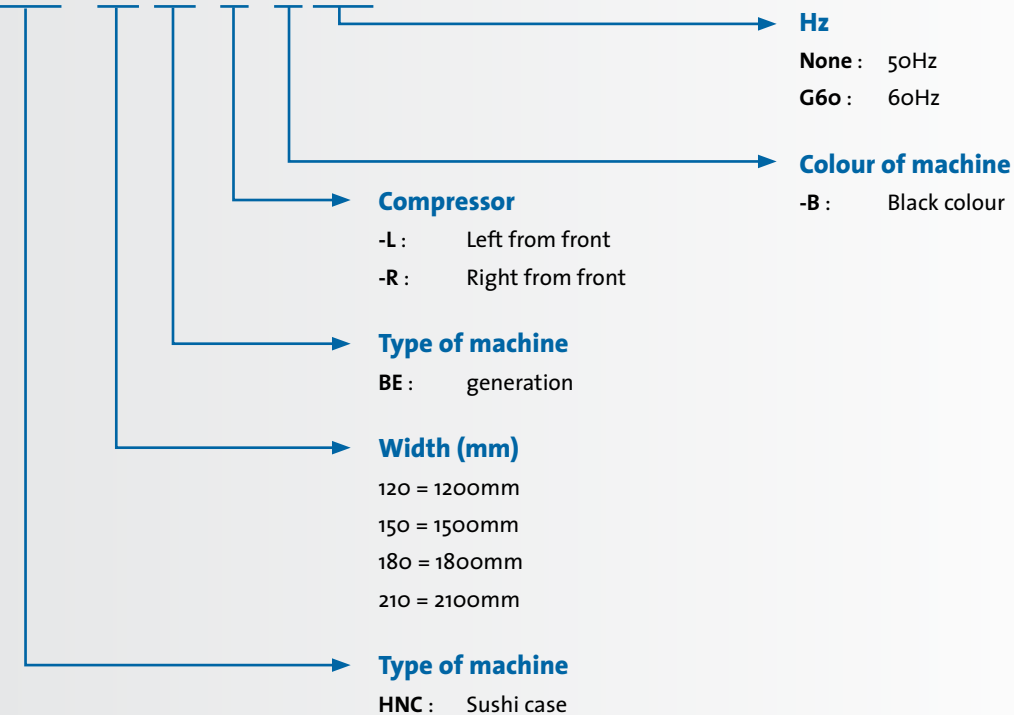 Hz
None : 50Hz
G60 : 60Hz
Colour of machine
-B : Black colour
Compressor
-L : Left from front
-R : Right from front
Type of machine
BE : generation
Width (mm)
120 = 1200mm
150 = 1500mm
180 = 1800mm
210 = 2100mm
Type of machine
HNC : Sushi case